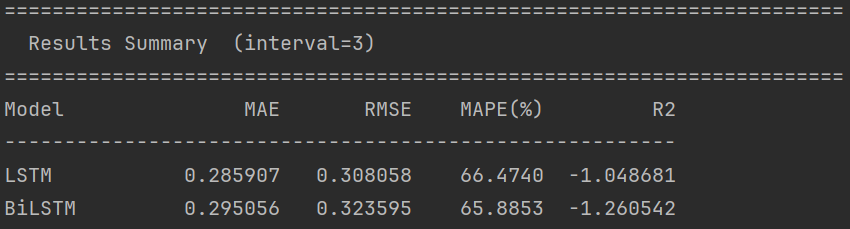 ======================================================================
  Results Summary  (interval=3)
======================================================================
Model               MAE       RMSE    MAPE(%)         R2
--------------------------------------------------------
LSTM           0.285907   0.308058    66.4740  -1.048681
BiLSTM         0.295056   0.323595    65.8853  -1.260542